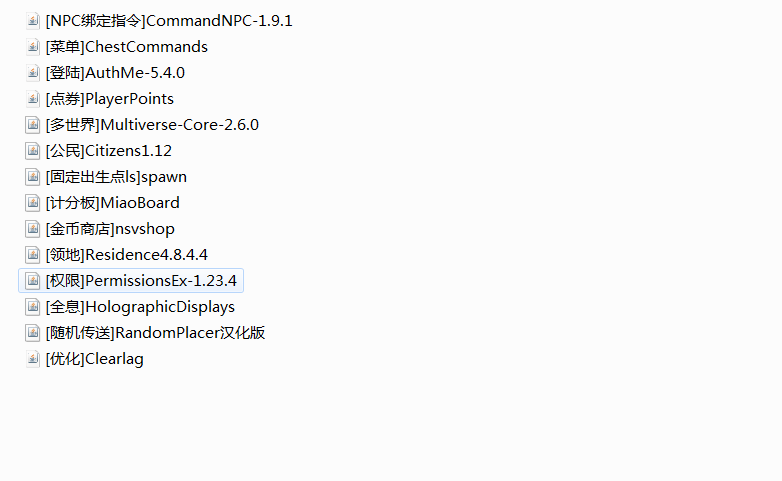 [NPC绑定指令]CommandNPC-1.9.1
[菜单]ChestCommands
[登陆]AuthMe-5.4.0
[点券]PlayerPoints
[多世界]Multiverse-Core-2.6.0
[公民]Citizens1.12
[固定出生点ls]spawn
[计分板]MiaoBoard
[金币商店]nsvshop
[领地]Residence4.8.4.4
[权限]PermissionsEx-1.23.4
[全息]HolographicDisplays
[随机传送]RandomPlacer汉化版
[优化]Clearlag